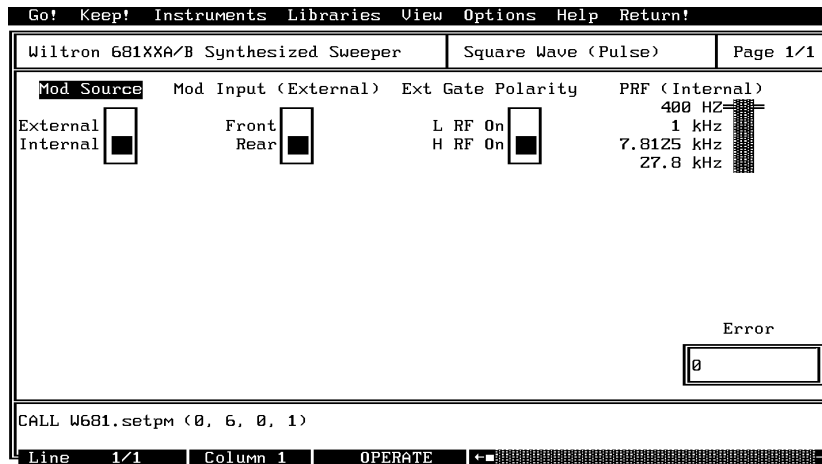 Go! Keep! Instruments Libraries View Options Help Return!
Wiltron 681XXA/B Synthesized Sweeper Square Wave (Pulse) Page 1/1
Mod Source Mod Input (External) Ext Gate Polarity PRF (Internal)
400 HZ
External Front L RF On 1 kHz
Internal Rear H RF On 7.8125 kHz
27.8 kHz
Error
0
CALL W681.setpm (0, 6, 0, 1)
Line 1/1 Column 1 OPERATE